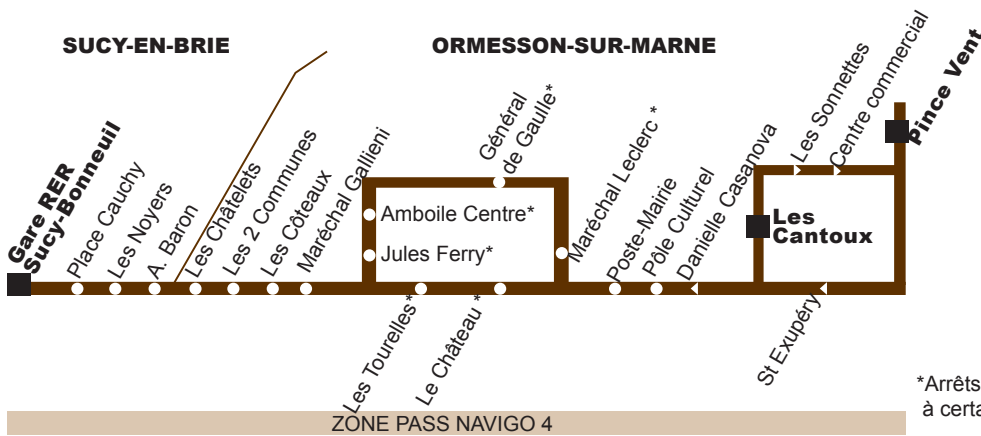 SUCY-EN-BRIE
ORMESSON-SUR-MARNE
Gare RER
Sucy-Bonneuil
Place Cauchy
Les Noyers
A. Baron
Les Châtelets
Les 2 Communes
Les Côteaux
Maréchal Gallieni
Amboile Centre*
Jules Ferry*
Général
de Gaulle*
Les Tourelles*
Le Château *
Maréchal Leclerc *
Poste-Mairie
Pôle Culturel
Danielle Casanova
Les
Cantoux
Les Sonnettes
Centre commercial
Pince Vent
St Exupéry
*Arrêts
à certa
ZONE PASS NAVIGO 4